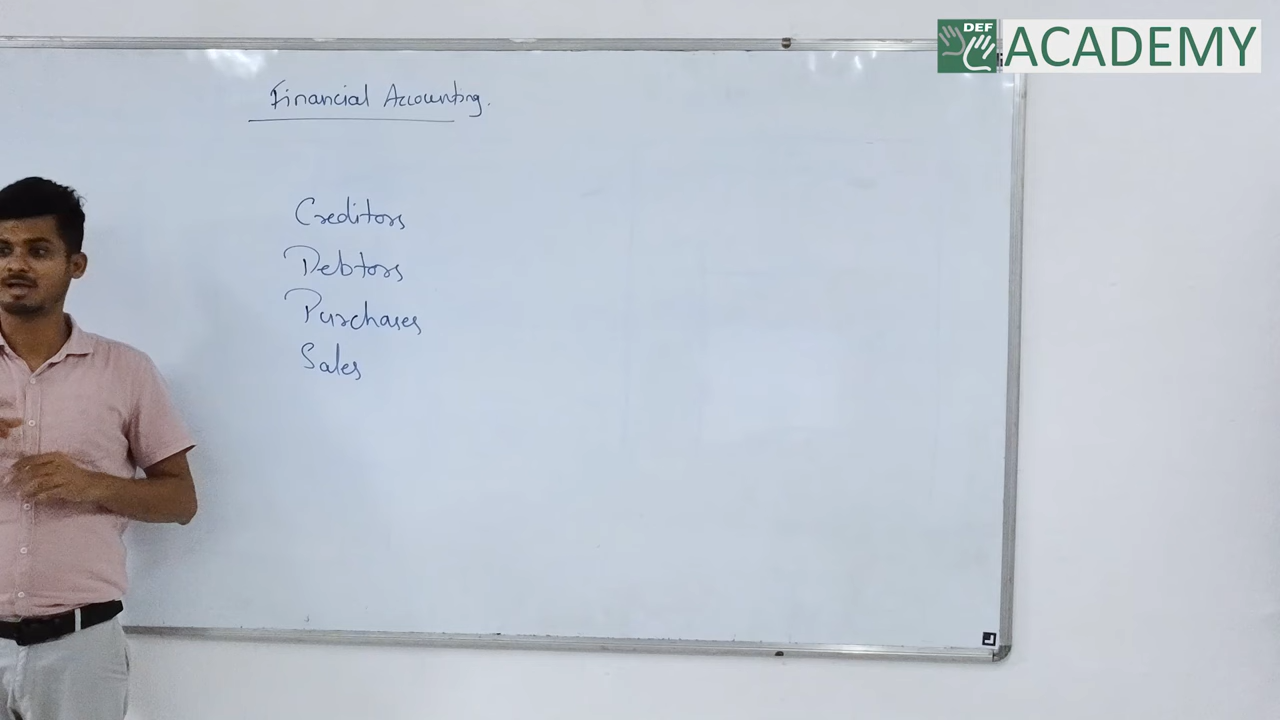 DEF
ACADEMY
Financial Accounting.
Creditors
Debtors
Purchases
Sales